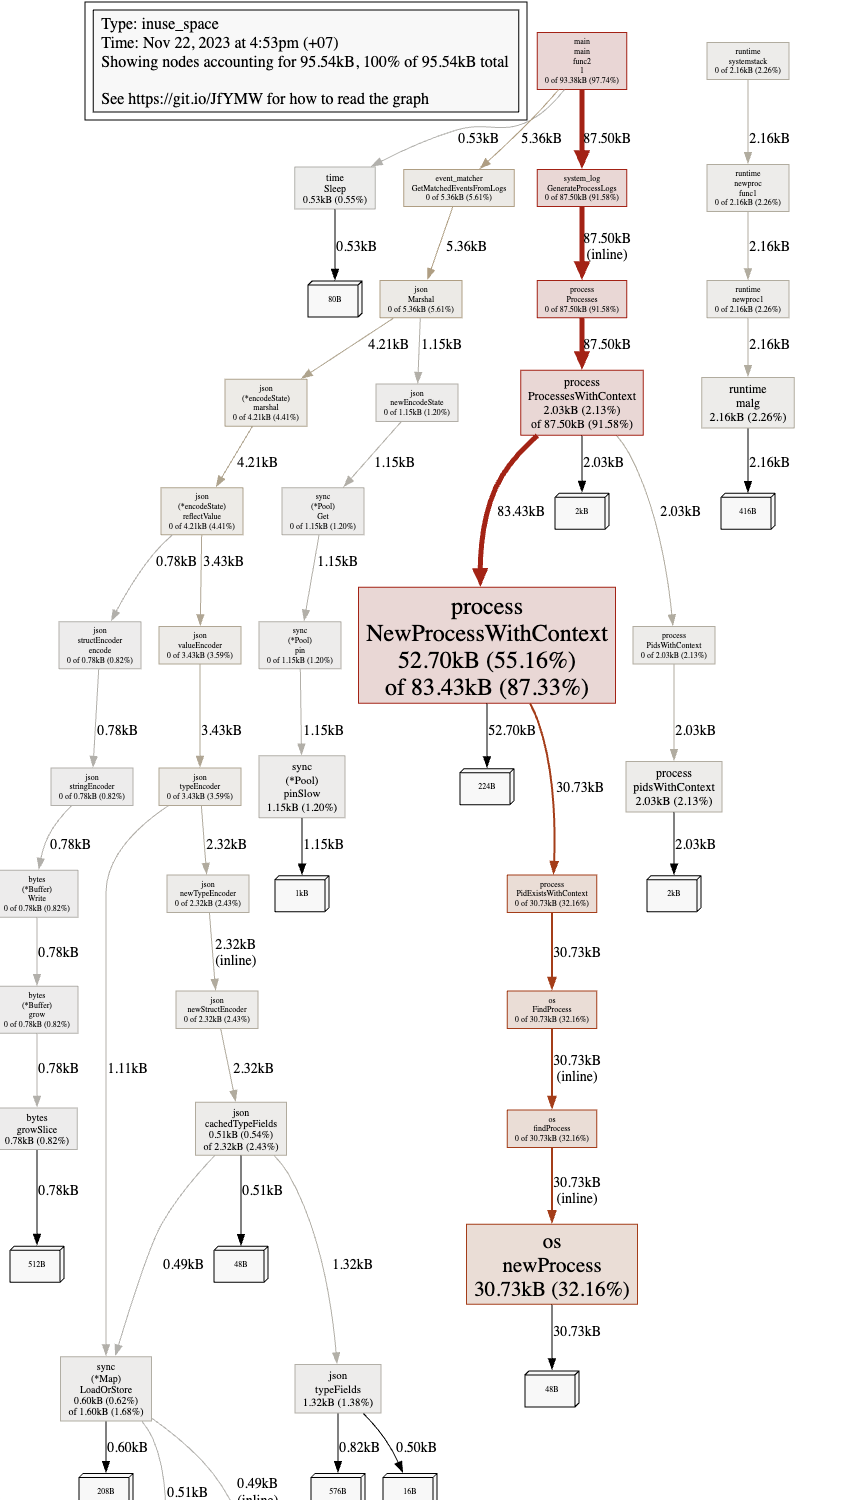 Type: inuse_space
Time: Nov 22, 2023 at 4:53pm (+07)
Showing nodes accounting for 95.54kB, 100% of 95.54kB total
See https://git.io/JfYMW for how to read the graph
main
main
func2
1
0 of 93.38kB (97.74%)
runtime
systemstack
0 of 2.16kB (2.26%)
0.53kB
5.36kB
87.50kB
2.16kB
time
Sleep
0.53kB (0.55%)
event_matcher
GetMatchedEventsFromLogs
0 of 5.36kB (5.61%)
system_log
GenerateProcessLogs
0 of 87.50kB (91.58%)
runtime
newproc
func1
0 of 2.16kB (2.26%)
0.53kB
5.36kB
87.50kB
(inline)
2.16kB
80B
json
Marshal
0 of 5.36kB (5.61%)
process
Processes
0 of 87.50kB (91.58%)
runtime
newproc1
0 of 2.16kB (2.26%)
4.21kB
1.15kB
87.50kB
2.16kB
json
(*encodeState)
marshal
0 of 4.21kB (4.41%)
json
newEncodeState
0 of 1.15kB (1.20%)
process
ProcessesWithContext
2.03kB (2.13%)
of 87.50kB (91.58%)
runtime
malg
2.16kB (2.26%)
4.21kB
1.15kB
2.03kB
2.16kB
json
(*encodeState)
reflectValue
0 of 4.21kB (4.41%)
sync
(*Pool)
Get
0 of 1.15kB (1.20%)
83.43kB
2kB
2.03kB
416B
0.78kB
3.43kB
1.15kB
json
structEncoder
encode
0 of 0.78kB (0.82%)
json
valueEncoder
0 of 3.43kB (3.59%)
sync
(*Pool)
pin
0 of 1.15kB (1.20%)
process
NewProcessWithContext
52.70kB (55.16%)
of 83.43kB (87.33%)
process
PidsWithContext
0 of 2.03kB (2.13%)
0.78kB
3.43kB
1.15kB
52.70kB
2.03kB
json
stringEncoder
0 of 0.78kB (0.82%)
json
typeEncoder
0 of 3.43kB (3.59%)
sync
(*Pool)
pinSlow
1.15kB (1.20%)
224B
30.73kB
process
pidsWithContext
2.03kB (2.13%)
0.78kB
2.32kB
1.15kB
2.03kB
bytes
(*Buffer)
Write
0 of 0.78kB (0.82%)
json
newTypeEncoder
0 of 2.32kB (2.43%)
1kB
process
PidExistsWithContext
0 of 30.73kB (32.16%)
2kB
0.78kB
2.32kB
(inline)
30.73kB
bytes
(*Buffer)
grow
0 of 0.78kB (0.82%)
json
newStructEncoder
0 of 2.32kB (2.43%)
os
FindProcess
0 of 30.73kB (32.16%)
0.78kB
1.11kB
2.32kB
30.73kB
(inline)
bytes
growSlice
0.78kB (0.82%)
json
cachedTypeFields
0.51kB (0.54%)
of 2.32kB (2.43%)
os
findProcess
0 of 30.73kB (32.16%)
0.78kB
0.51kB
30.73kB
(inline)
512B
0.49kB
48B
1.32kB
os
newProcess
30.73kB (32.16%)
30.73kB
sync
(*Map)
LoadOrStore
0.60kB (0.62%)
of 1.60kB (1.68%)
json
typeFields
1.32kB (1.38%)
48B
0.60kB
0.82kB
0.50kB
208B
0.51kB
0.49kB
(inline)
576B
16B